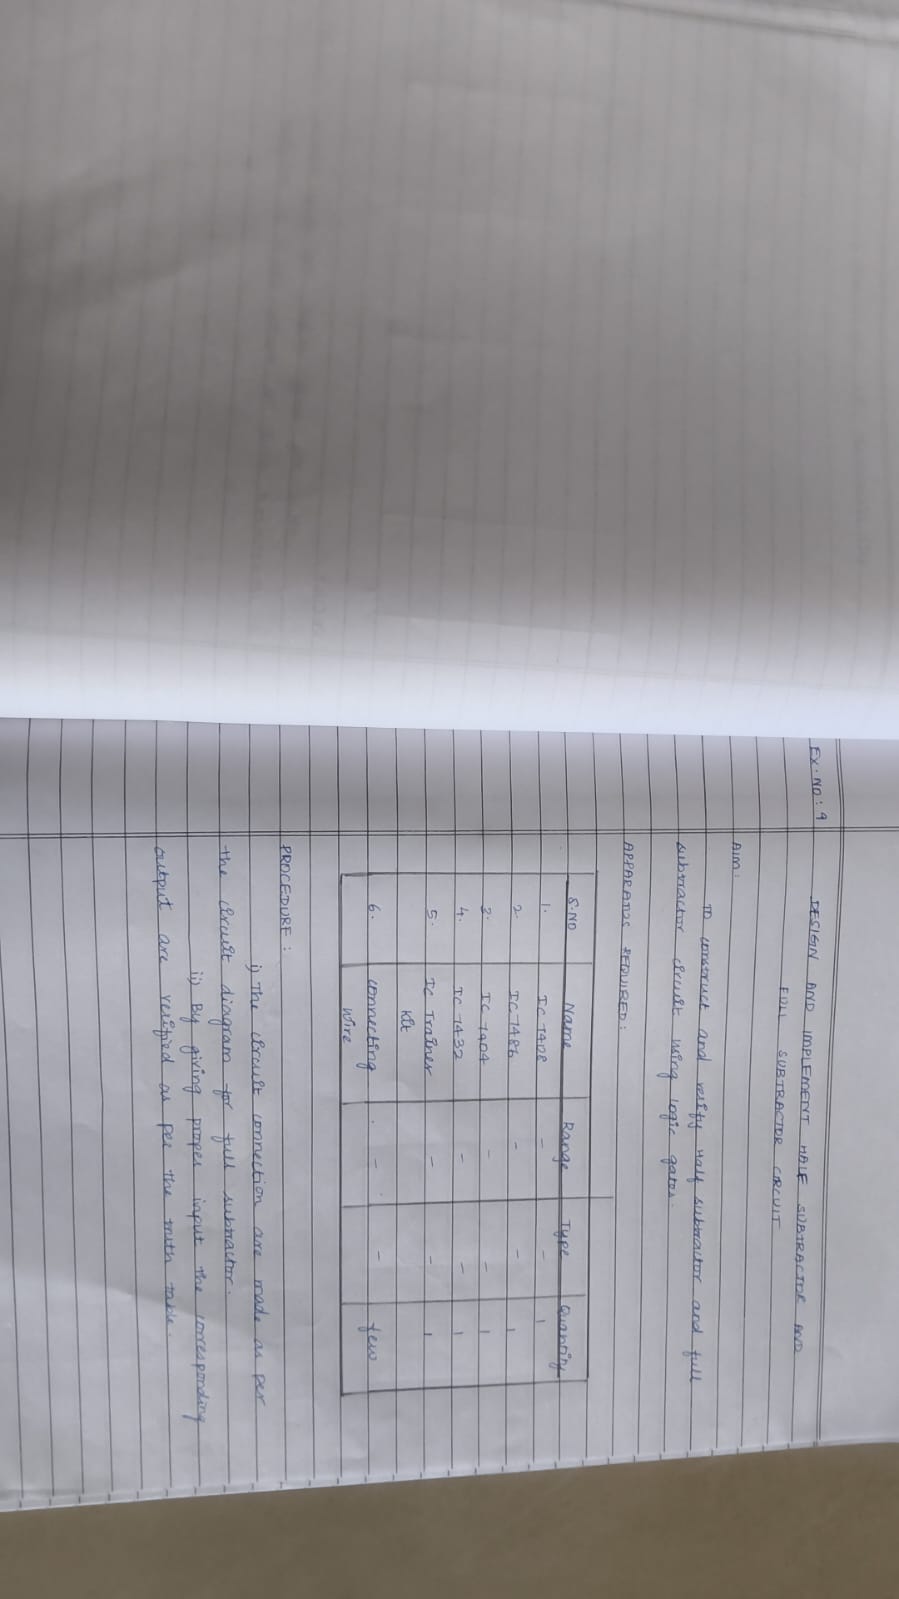 EX. NO: 9
DESIGN AND IMPLEMENT HALF SUBTRACTOR AND
FULL SUBTRACTOR CIRCUIT
AIM:
TO construct and verify Half subtractor and full
subtractor circuit using logic gates.
APPARATUS REQUIRED:
S.NO Name Range Type Quantity
1. IC 7408 - - 1
2. IC 7486 - - 1
3. IC 7404 - - 1
4. IC 7432 - - 1
5. IC Trainer - - 1
kit
6. connecting - - few
wire
PROCEDURE:
i) The circuit connection are made as per
the circuit diagram for full subtractor.
ii) By giving proper input the corresponding
output are verified as per the truth table.